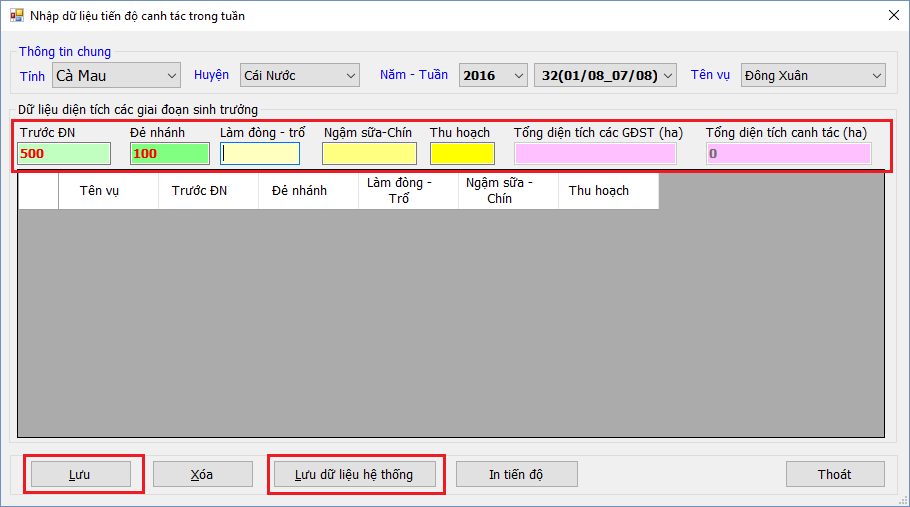 Nhập dữ liệu tiến độ canh tác trong tuần
Thông tin chung
Tỉnh Cà Mau Huyện Cái Nước Năm - Tuần 2016 32(01/08_07/08) Tên vụ Đông Xuân
Dữ liệu diện tích các giai đoạn sinh trưởng
Trước ĐN Đẻ nhánh Làm đòng - trổ Ngậm sữa-Chín Thu hoạch Tổng diện tích các GĐST (ha) Tổng diện tích canh tác (ha)
500 100 0
Tên vụ Trước ĐN Đẻ nhánh Làm đòng - Trổ Ngậm sữa - Chín Thu hoạch
Lưu Xóa Lưu dữ liệu hệ thống In tiến độ Thoát